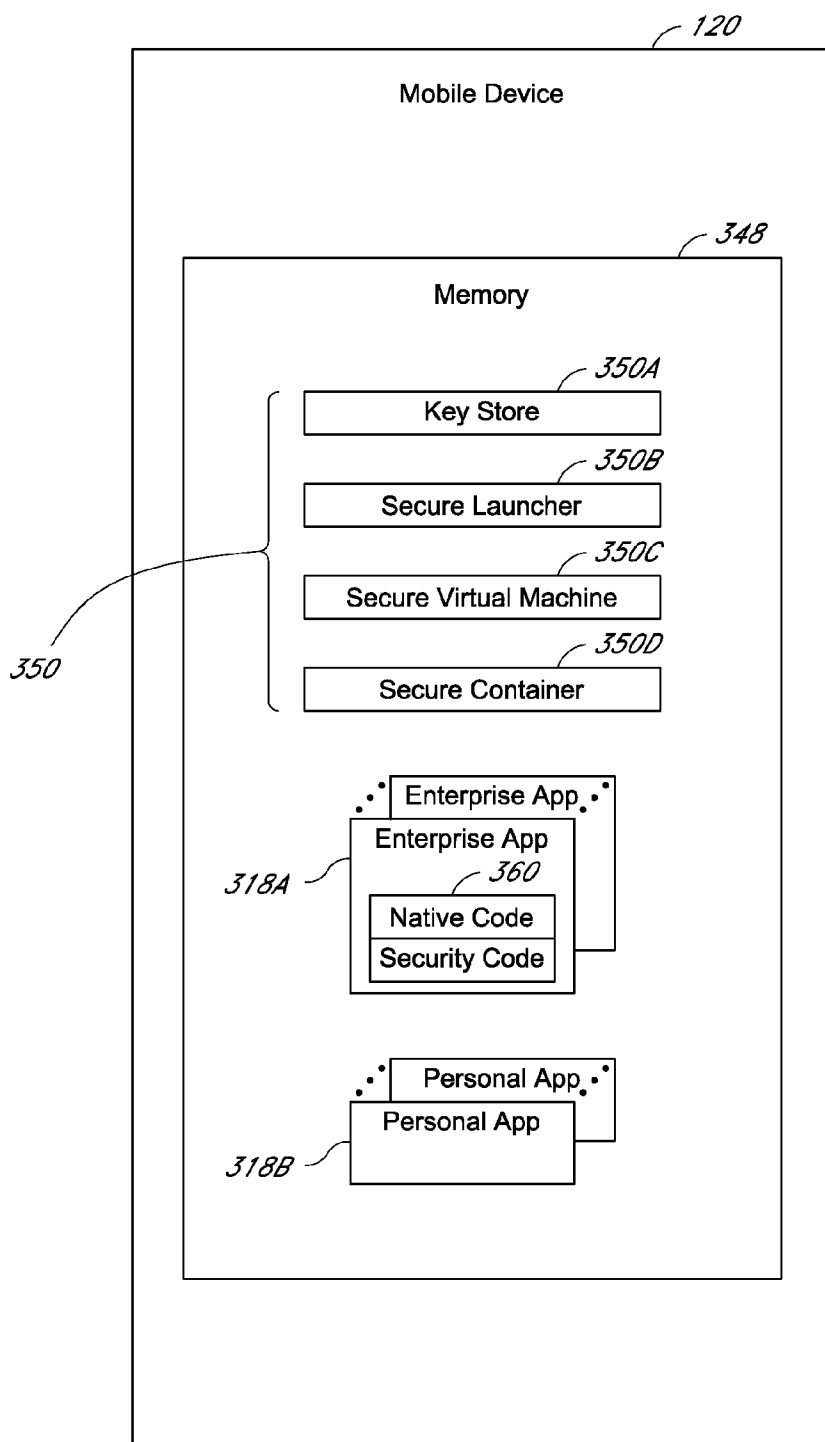 120
Mobile Device
348
Memory
350A
Key Store
350B
Secure Launcher
350C
Secure Virtual Machine
350
350D
Secure Container
Enterprise App
Enterprise App
318A
360
Native Code
Security Code
Personal App
Personal App
318B